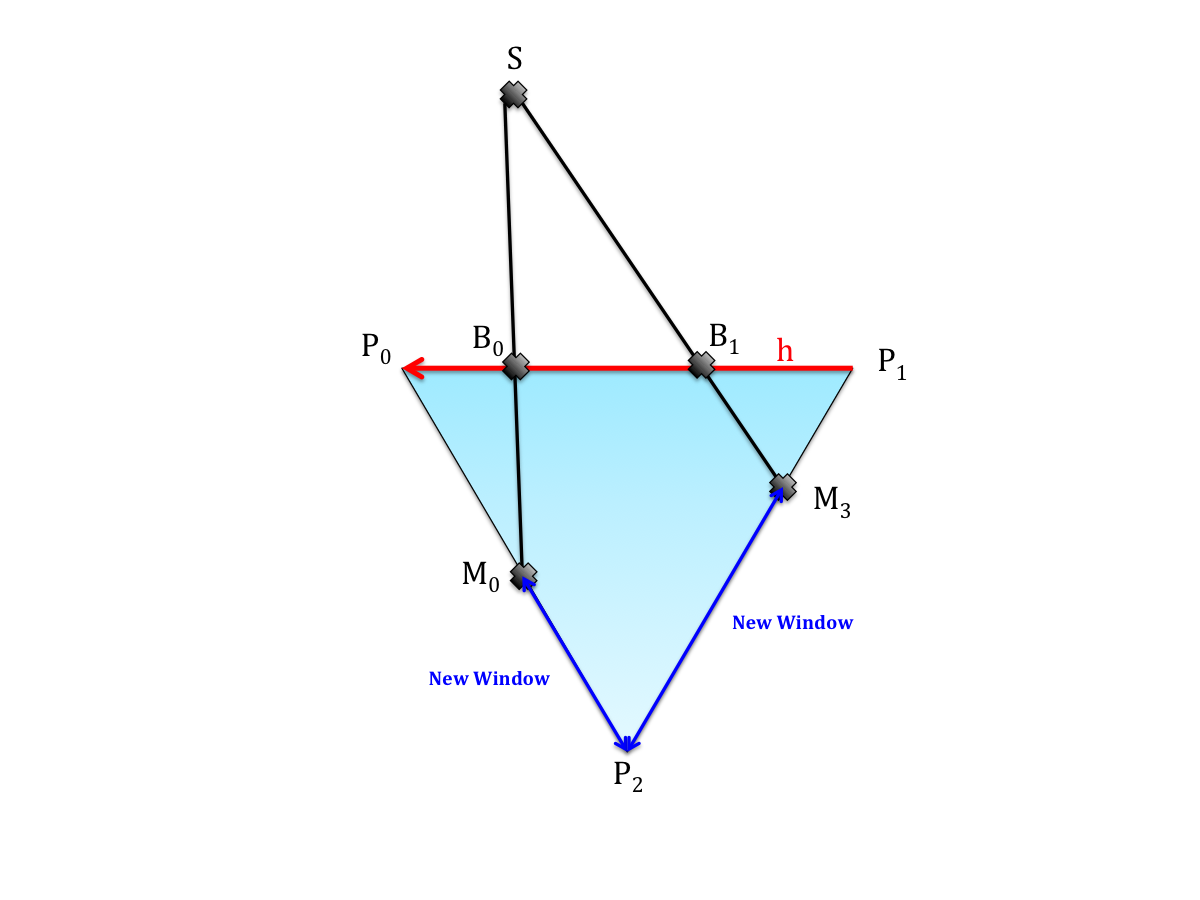 S
P₀
B₀
B₁
h
P₁
M₃
M₀
New Window
New Window
P₂